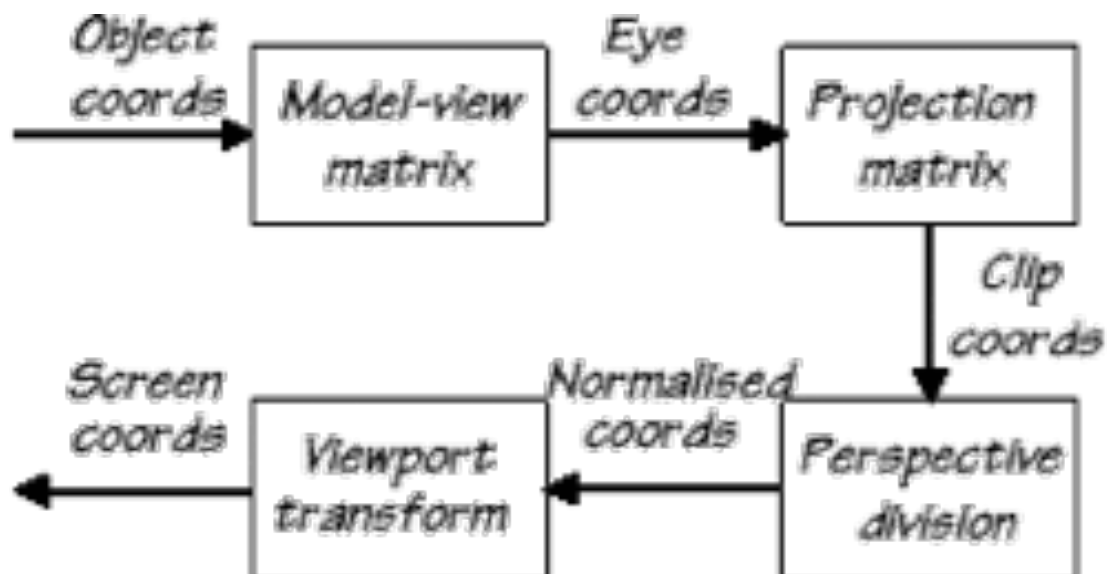 Object
coords
Model-view
matrix
Eye
coords
Projection
matrix
Clip
coords
Perspective
division
Normalised
coords
Viewport
transform
Screen
coords